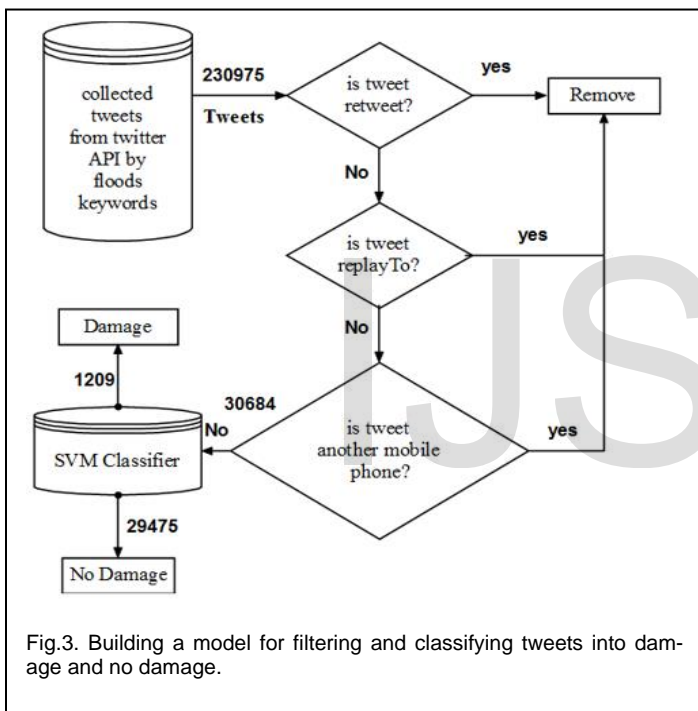 collected
tweets
from twitter
API by
floods
keywords
230975
Tweets
is tweet
retweet?
yes
Remove
No
is tweet
replayTo?
yes
No
is tweet
another mobile
phone?
yes
30684
No
SVM Classifier
1209
Damage
29475
No Damage
IJS
Fig.3. Building a model for filtering and classifying tweets into dam-
age and no damage.